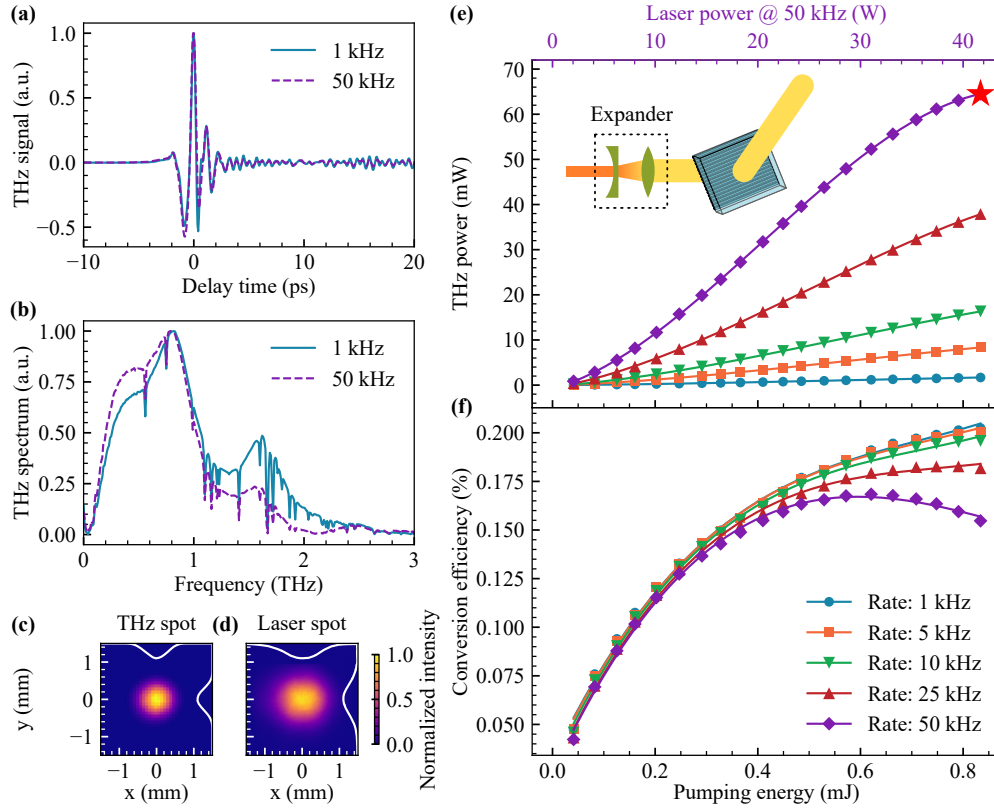 (a)
THz signal (a.u.)
1.0
0.5
0.0
−0.5
1 kHz
50 kHz
−10
0
10
20
Delay time (ps)
(b)
THz spectrum (a.u.)
1.00
0.75
0.50
0.25
0.00
1 kHz
50 kHz
0
1
2
3
Frequency (THz)
(c)
THz spot
y (mm)
1
0
−1
−1
0
1
x (mm)
(d)
Laser spot
−1
0
1
x (mm)
1.0
0.5
0.0
Normalized intensity
(e)
Laser power @ 50 kHz (W)
0
10
20
30
40
THz power (mW)
70
60
50
40
30
20
10
0
Expander
(f)
Conversion efficiency (%)
0.200
0.175
0.150
0.125
0.100
0.075
0.050
Rate: 1 kHz
Rate: 5 kHz
Rate: 10 kHz
Rate: 25 kHz
Rate: 50 kHz
0.0
0.2
0.4
0.6
0.8
Pumping energy (mJ)